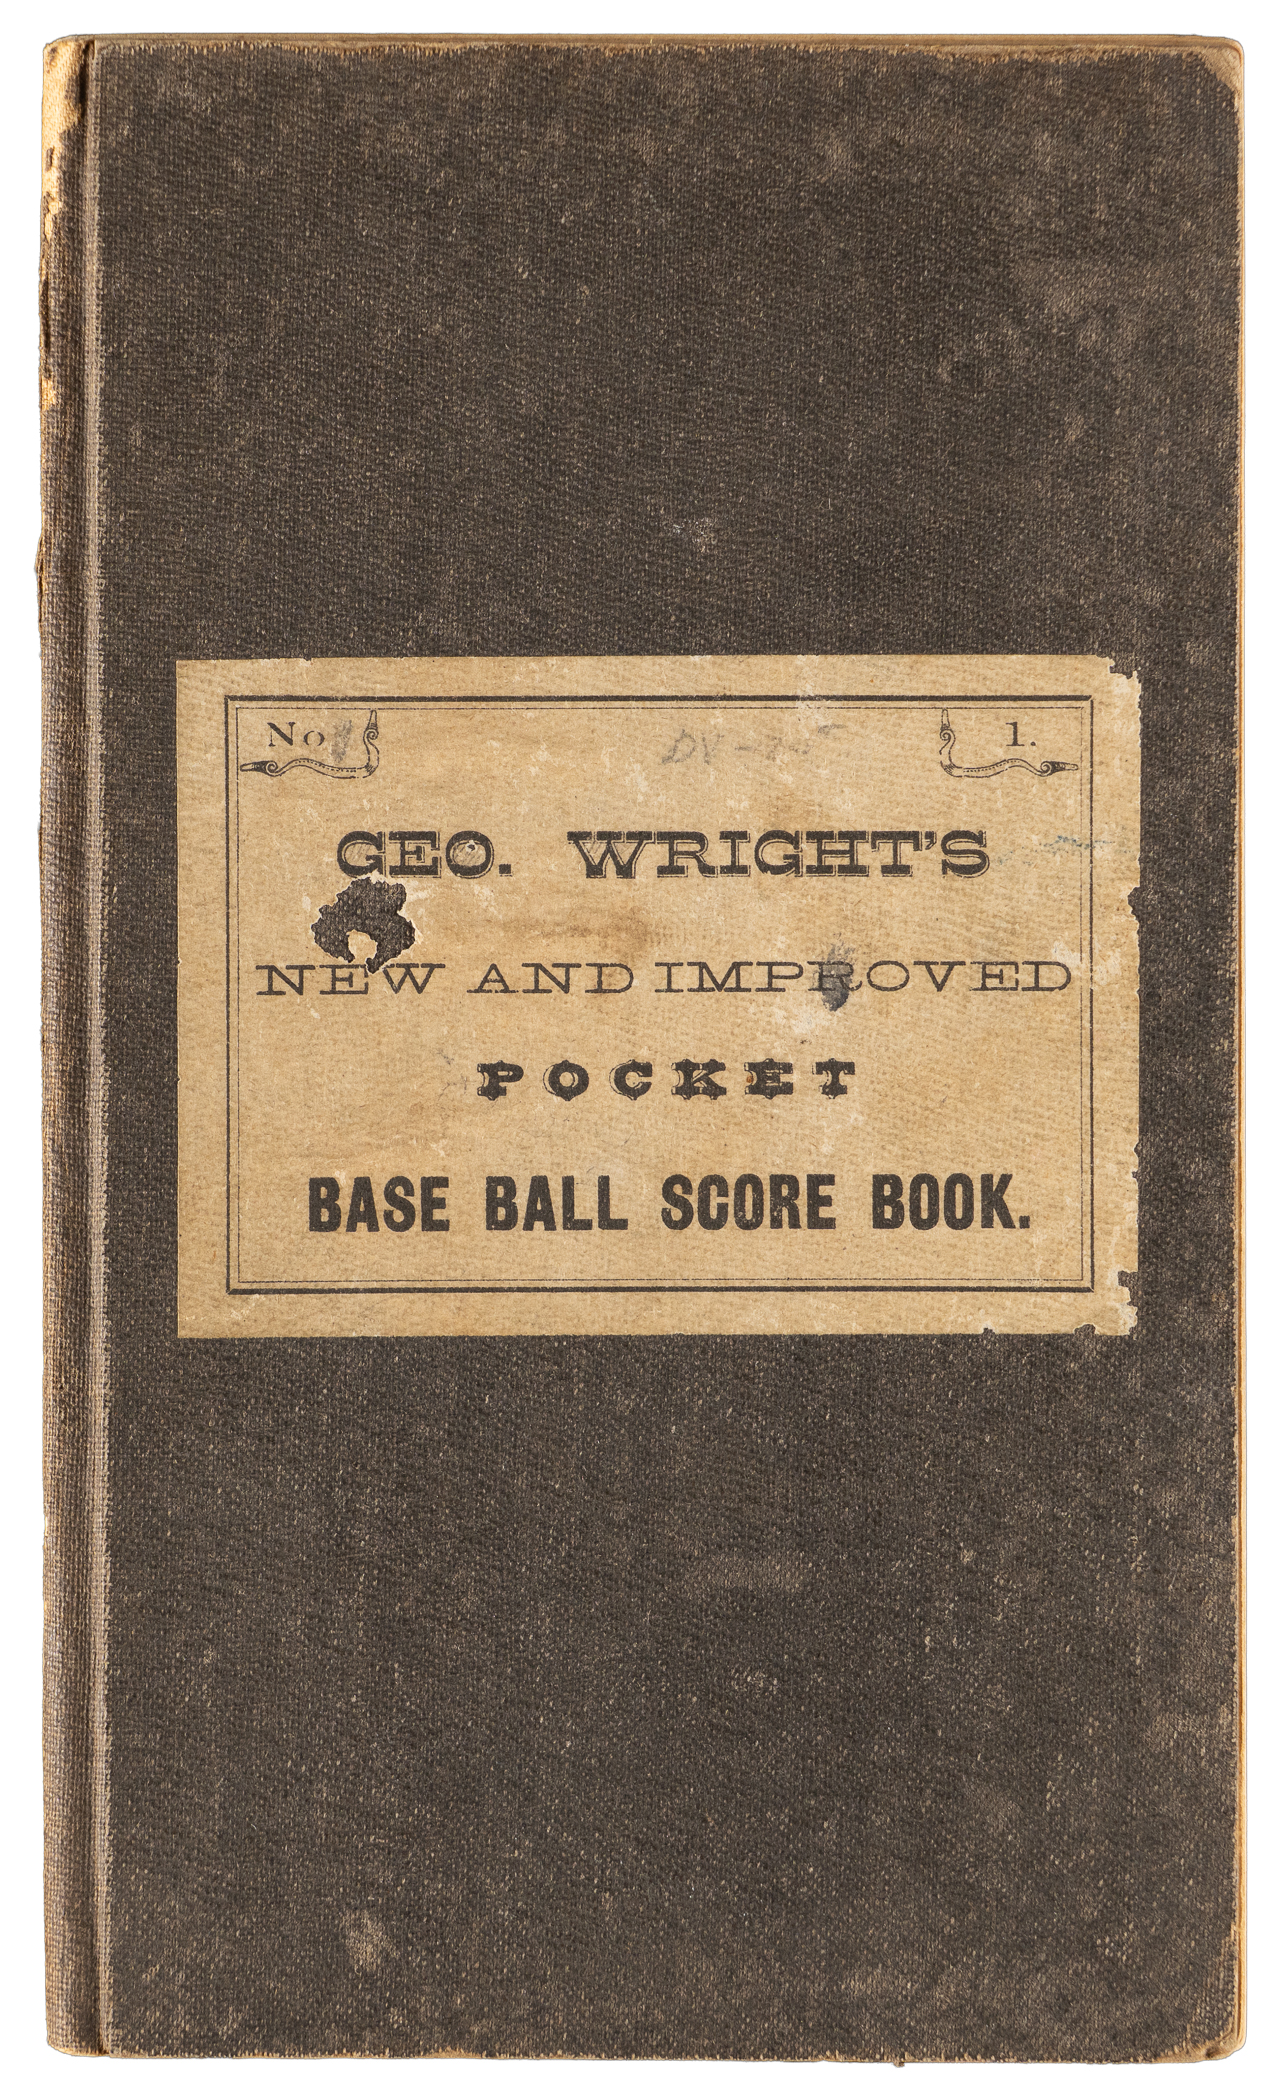 No 1.
GEO. WRIGHT'S
NEW AND IMPROVED
POCKET
BASE BALL SCORE BOOK.